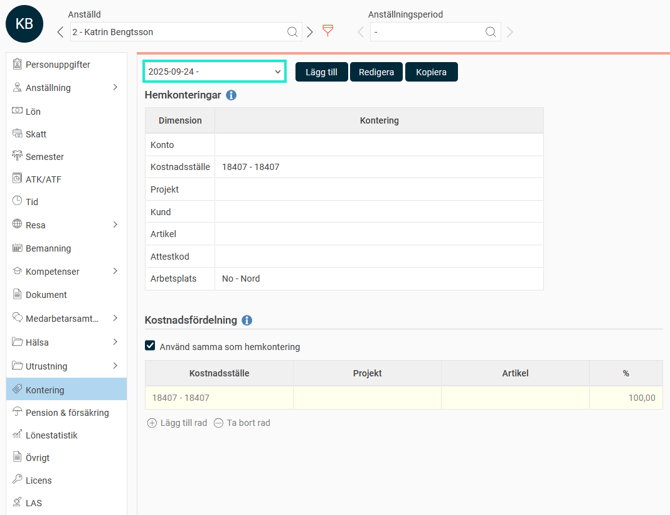 KB
Anställd
2 - Katrin Bengtsson
Anställningsperiod
-
Personuppgifter
Anställning
Lön
Skatt
Semester
ATK/ATF
Tid
Resa
Bemanning
Kompetenser
Dokument
Medarbetarsamt...
Hälsa
Utrustning
Kontering
Pension & försäkring
Lönestatistik
Övrigt
Licens
LAS
2025-09-24 -
Lägg till Redigera Kopiera
Hemkonteringar
Dimension Kontering
Konto
Kostnadsställe 18407 - 18407
Projekt
Kund
Artikel
Attestkod
Arbetsplats No - Nord
Kostnadsfördelning
Använd samma som hemkontering
Kostnadsställe Projekt Artikel %
18407 - 18407 100,00
Lägg till rad Ta bort rad